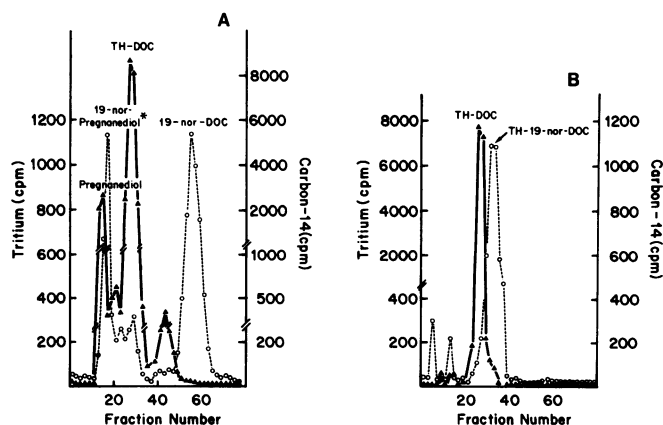 A
TH-DOC
19-nor-
Pregnanediol*
19-nor-DOC
Pregnanediol
1200
1000
800
600
400
200
Tritium (cpm)
8000
6000
4000
2000
1000
500
200
Carbon-14 (cpm)
20 40 60
Fraction Number
B
TH-DOC
TH-19-nor-DOC
8000
6000
4000
2000
400
200
Tritium (cpm)
1200
1000
800
600
400
200
Carbon-14 (cpm)
20 40 60
Fraction Number